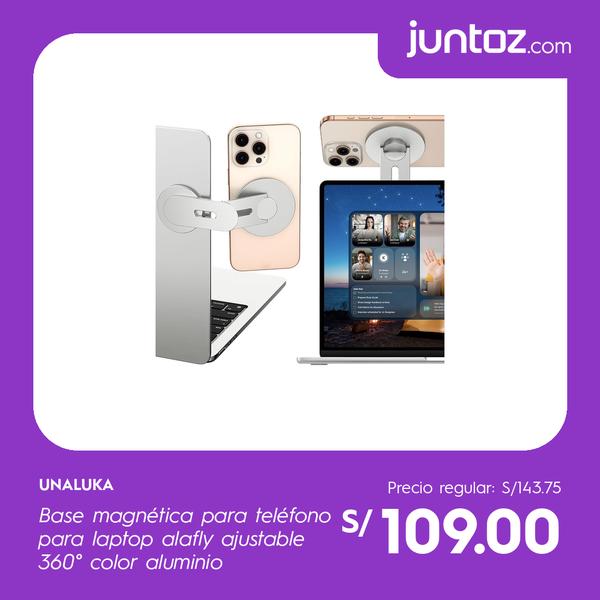 juntoz.com
UNALUKA
Base magnética para teléfono
para laptop alafly ajustable
360° color aluminio
Precio regular: S/143.75
S/109.00